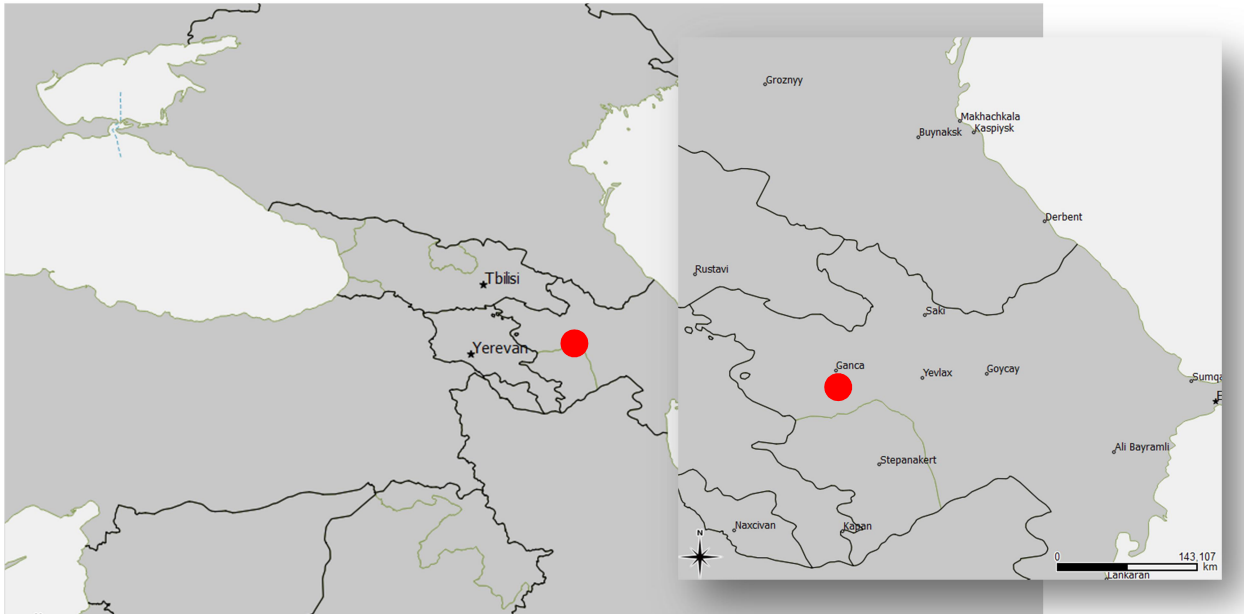 Tbilisi
Yerevan
Groznyy
Makhachkala
Kaspiysk
Buynaksk
Derbent
Rustavi
Saki
Ganca
Yevlax
Goycay
Sumqa
Ali Bayramli
Stepanakert
Naxcivan
Kapan
N
0 143,107
km
Lankaran